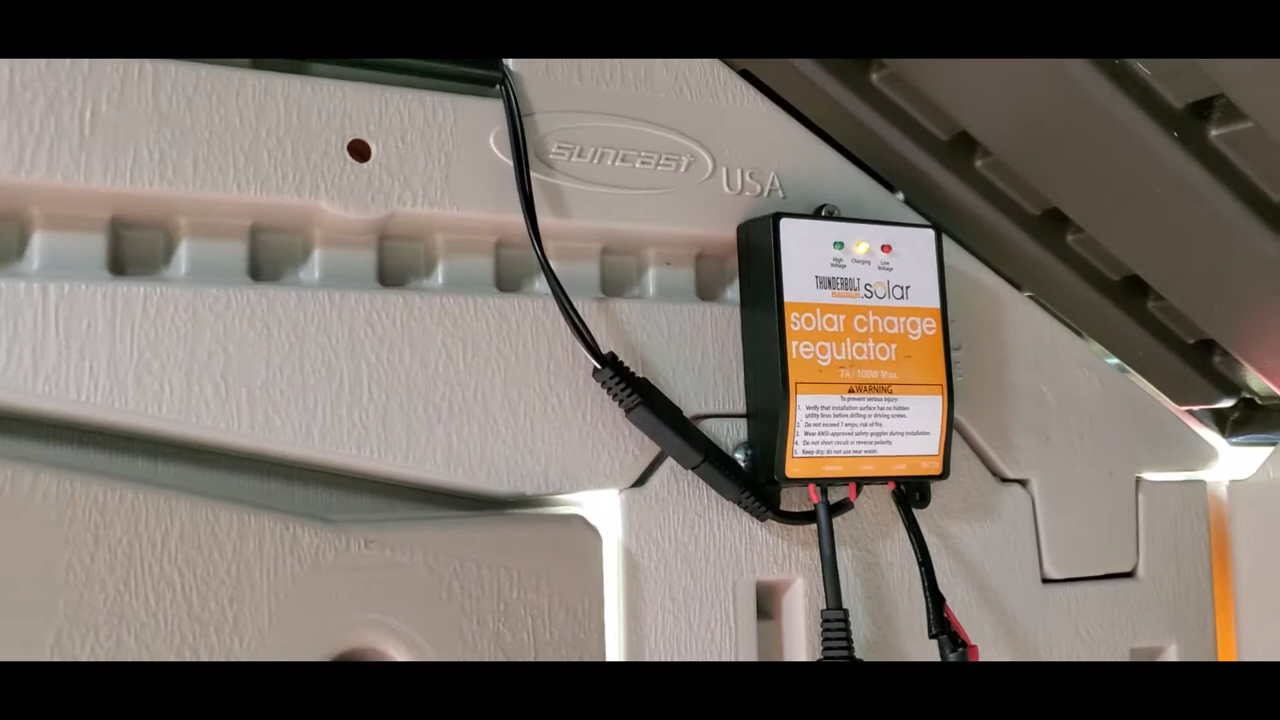 SUNCAST
USA
High Voltage
Charging
Low Voltage
THUNDERBOLT
solar
solar charge
regulator
7A / 100W Max.
WARNING
To prevent serious injury:
1. Verify that installation surface has no hidden
utility lines before drilling or driving screws.
2. Do not exceed 7 amps, risk of fire.
3. Wear ANSI-approved safety goggles during installation.
4. Do not short circuit or reverse polarity.
5. Keep dry; do not use near water.